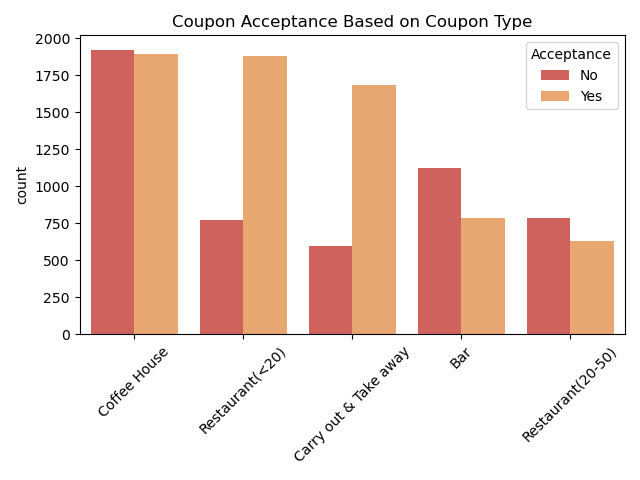 Coupon Acceptance Based on Coupon Type
Acceptance
No
Yes
count
2000
1750
1500
1250
1000
750
500
250
0
Coffee House
Restaurant(<20)
Carry out & Take away
Bar
Restaurant(20-50)